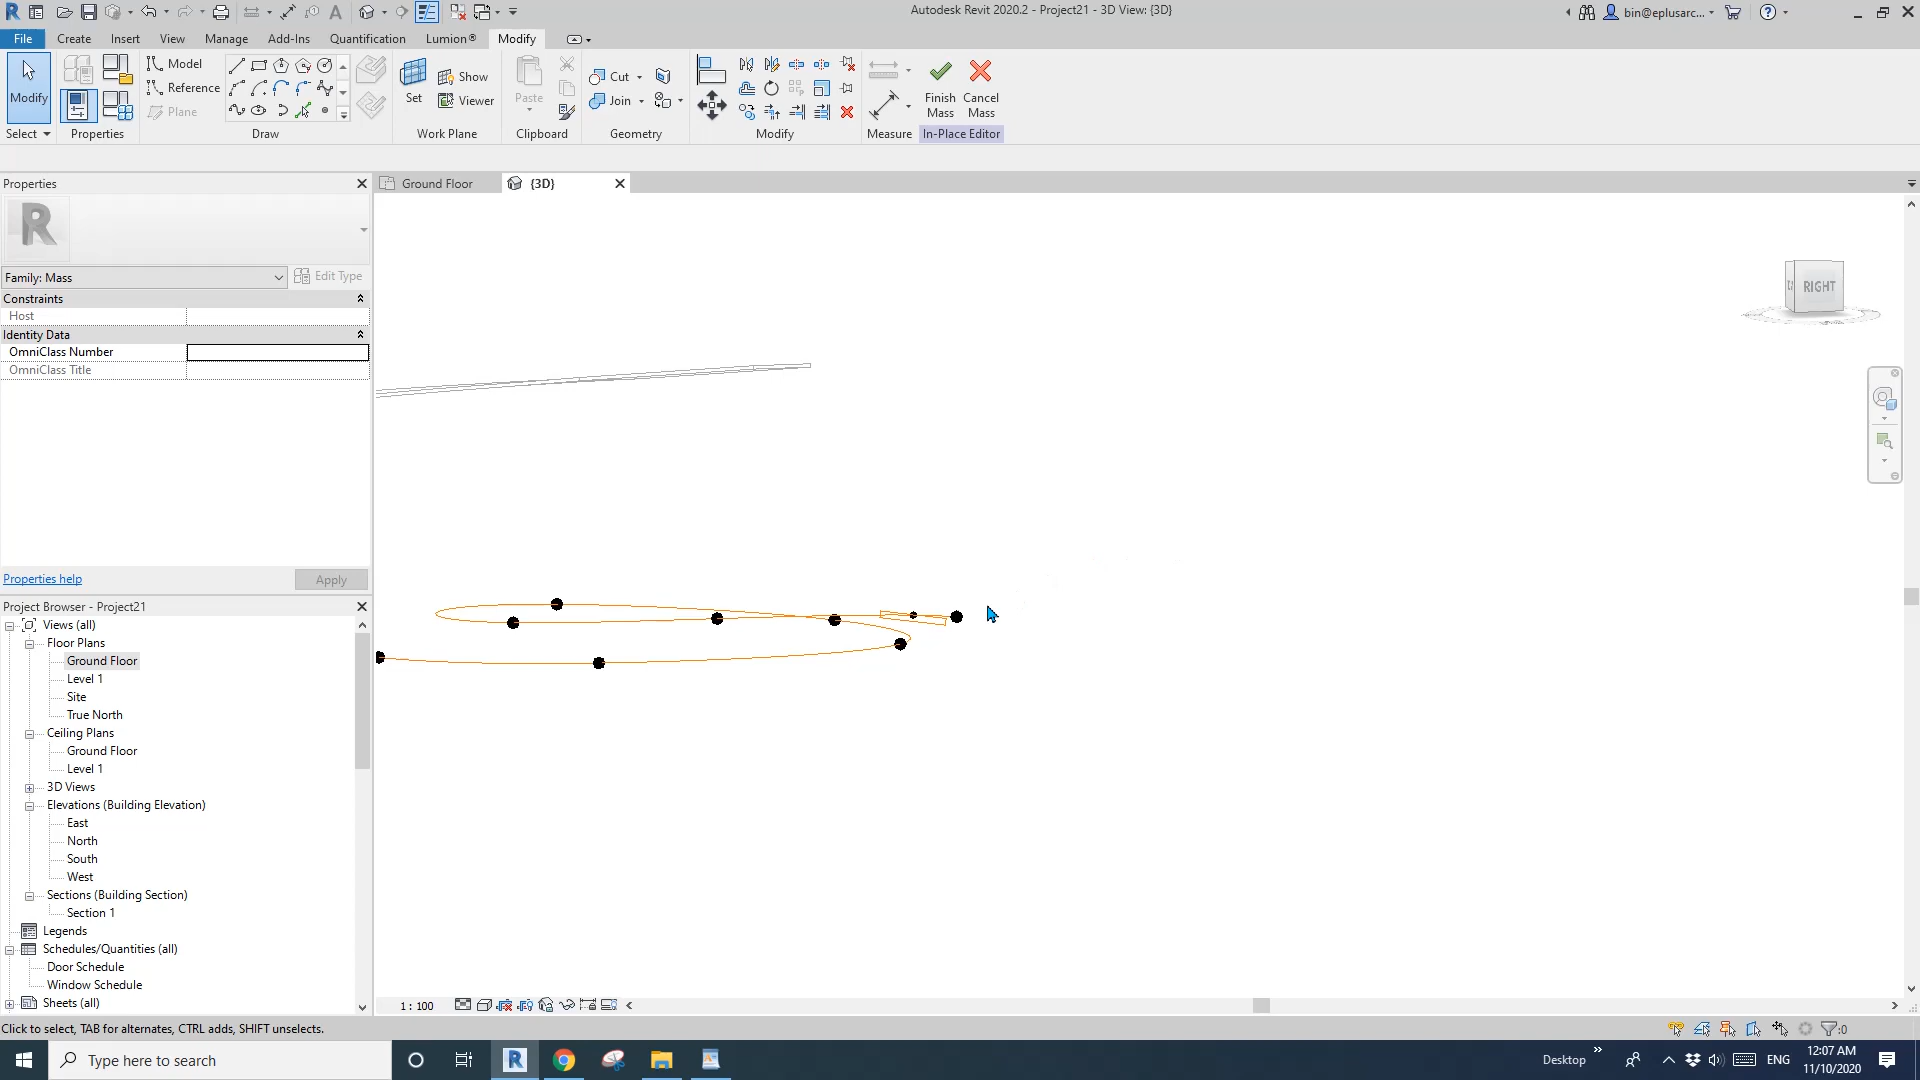 Autodesk Revit 2020.2 - Project21 - 3D View: {3D}
bin@eplusarc...
File Create Insert View Manage Add-Ins Quantification Lumion® Modify
Modify
Model
Reference
Plane
Set
Show
Viewer
Paste
Cut
Join
Finish Mass
Cancel Mass
Select Properties Draw Work Plane Clipboard Geometry Modify Measure In-Place Editor
Properties
Ground Floor
{3D}
R
Family: Mass
Edit Type
Constraints
Host
Identity Data
OmniClass Number
OmniClass Title
Properties help
Apply
RIGHT
Project Browser - Project21
Views (all)
Floor Plans
Ground Floor
Level 1
Site
True North
Ceiling Plans
Ground Floor
Level 1
3D Views
Elevations (Building Elevation)
East
North
South
West
Sections (Building Section)
Section 1
Legends
Schedules/Quantities (all)
Door Schedule
Window Schedule
Sheets (all)
1 : 100
Click to select, TAB for alternates, CTRL adds, SHIFT unselects.
:0
Type here to search
Desktop
ENG
12:07 AM
11/10/2020